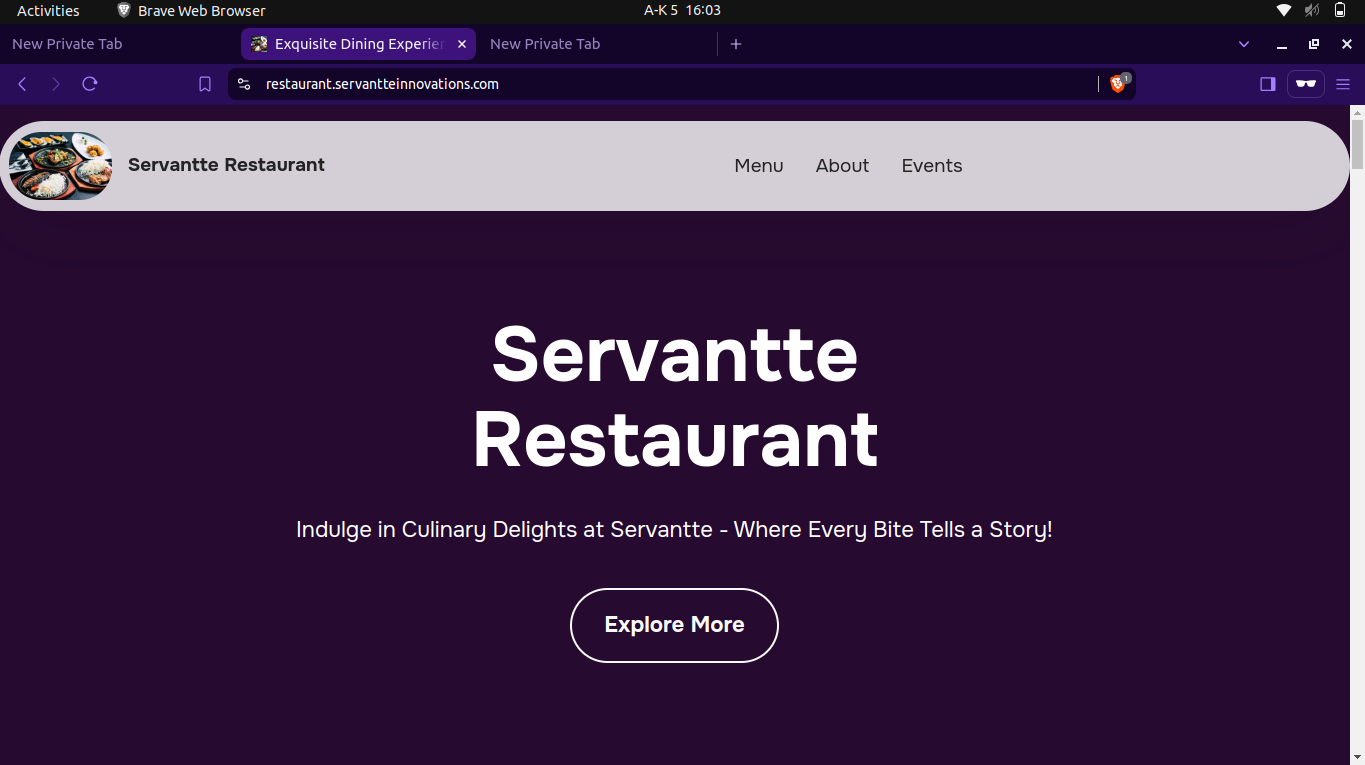 Activities Brave Web Browser A-K 5 16:03
New Private Tab Exquisite Dining Experien New Private Tab
restaurant.servantteinnovations.com 1
Servantte Restaurant Menu About Events
Servantte
Restaurant
Indulge in Culinary Delights at Servantte - Where Every Bite Tells a Story!
Explore More